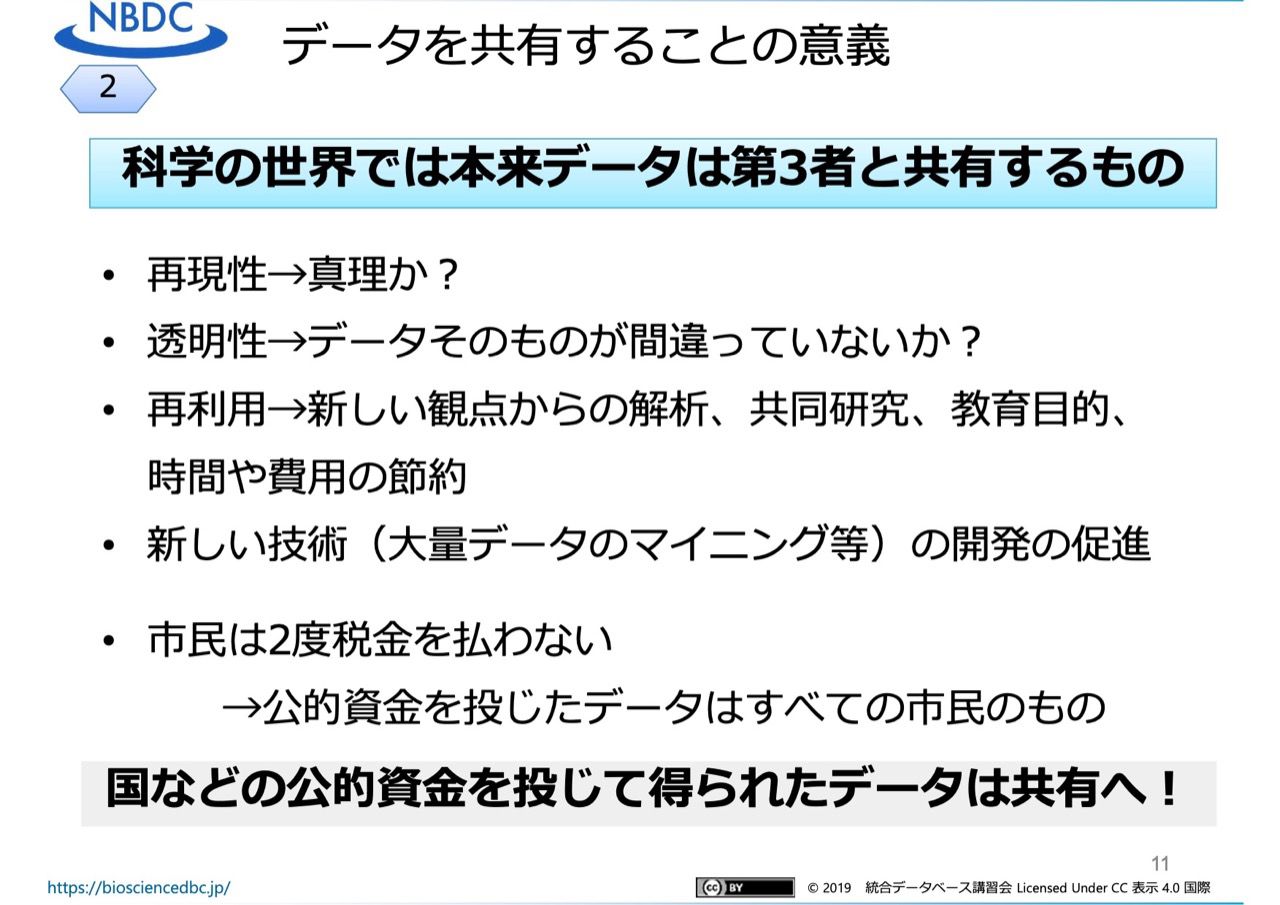 NBDC
データを共有することの意義
2
科学の世界では本来データは第3者と共有するもの
• 再現性→真理か？
• 透明性→データそのものが間違っていないか？
• 再利用→新しい観点からの解析、共同研究、教育目的、
時間や費用の節約
• 新しい技術（大量データのマイニング等）の開発の促進
• 市民は2度税金を払わない
→公的資金を投じたデータはすべての市民のもの
国などの公的資金を投じて得られたデータは共有へ！
11
https://biosciencedbc.jp/
cc BY © 2019 統合データベース講習会 Licensed Under CC 表示 4.0 国際